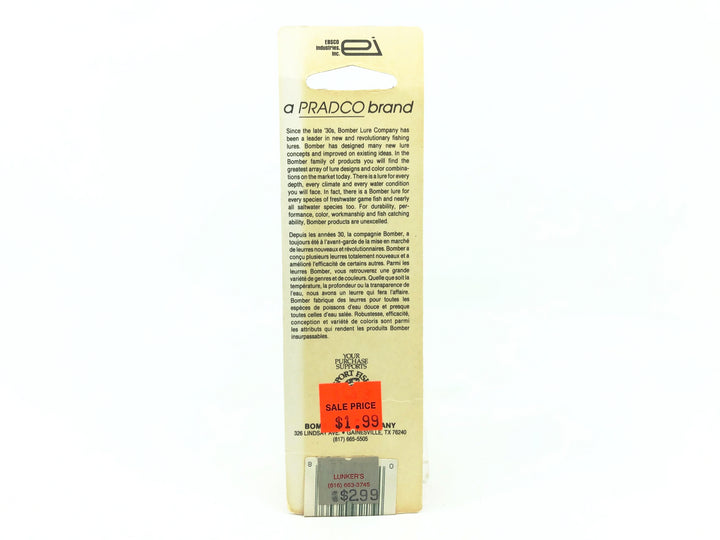 EBSCO
Industries,
Inc.
ei
a PRADCO brand
Since the late '30s, Bomber Lure Company has
been a leader in new and revolutionary fishing
lures. Bomber has designed many new lure
concepts and improved on existing ideas. In the
Bomber family of products you will find the
greatest array of lure designs and color combina-
tions on the market today. There is a lure for every
depth, every climate and every water condition
you will face. In fact, there is a Bomber lure for
every species of freshwater game fish and nearly
all saltwater species too. For durability, per-
formance, color, workmanship and fish catching
ability, Bomber products are unexcelled.
Depuis les années 30, la compagnie Bomber, a
toujours été à l'avant-garde de la mise en marché
de leurres nouveaux et révolutionnaires. Bomber a
conçu plusieurs leurres totalement nouveaux et a
amélioré l'efficacité de certains autres. Parmi les
leurres Bomber, vous retrouverez une grande
variété de genres et de couleurs. Quelle que soit la
température, la profondeur ou la transparence de
l'eau, nous avons un leurre qui fera l'affaire.
Bomber fabrique des leurres pour toutes les
espèces de poissons d'eau douce et presque
toutes celles d'eau salée. Robustesse, efficacité,
conception et variété de coloris sont parmi
les attributs qui rendent les produits Bomber
insurpassables.
YOUR
PURCHASE
SUPPORTS
PORT FISH
SALE PRICE
$1.99
BOM ANY
326 LINDSAY AVE. • GAINESVILLE, TX 76240
(817) 665-5505
8 0
LUNKER'S
(616) 663-3745
$2.99